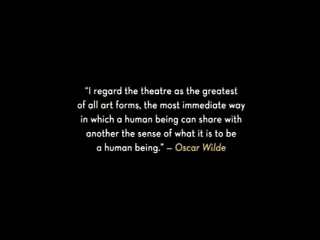 “I regard the theatre as the greatest
of all art forms, the most immediate way
in which a human being can share with
another the sense of what it is to be
a human being.” – Oscar Wilde